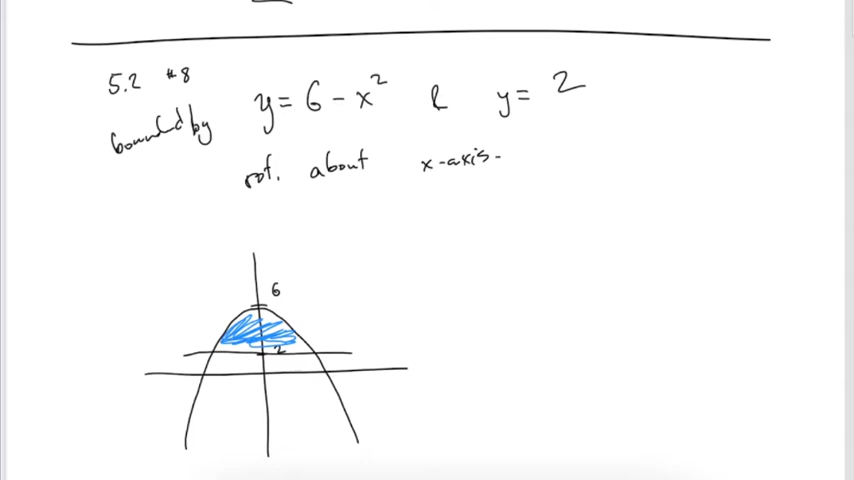 5.2 #8
bounded by y = 6 - x² & y = 2
rot. about x-axis.
6
2